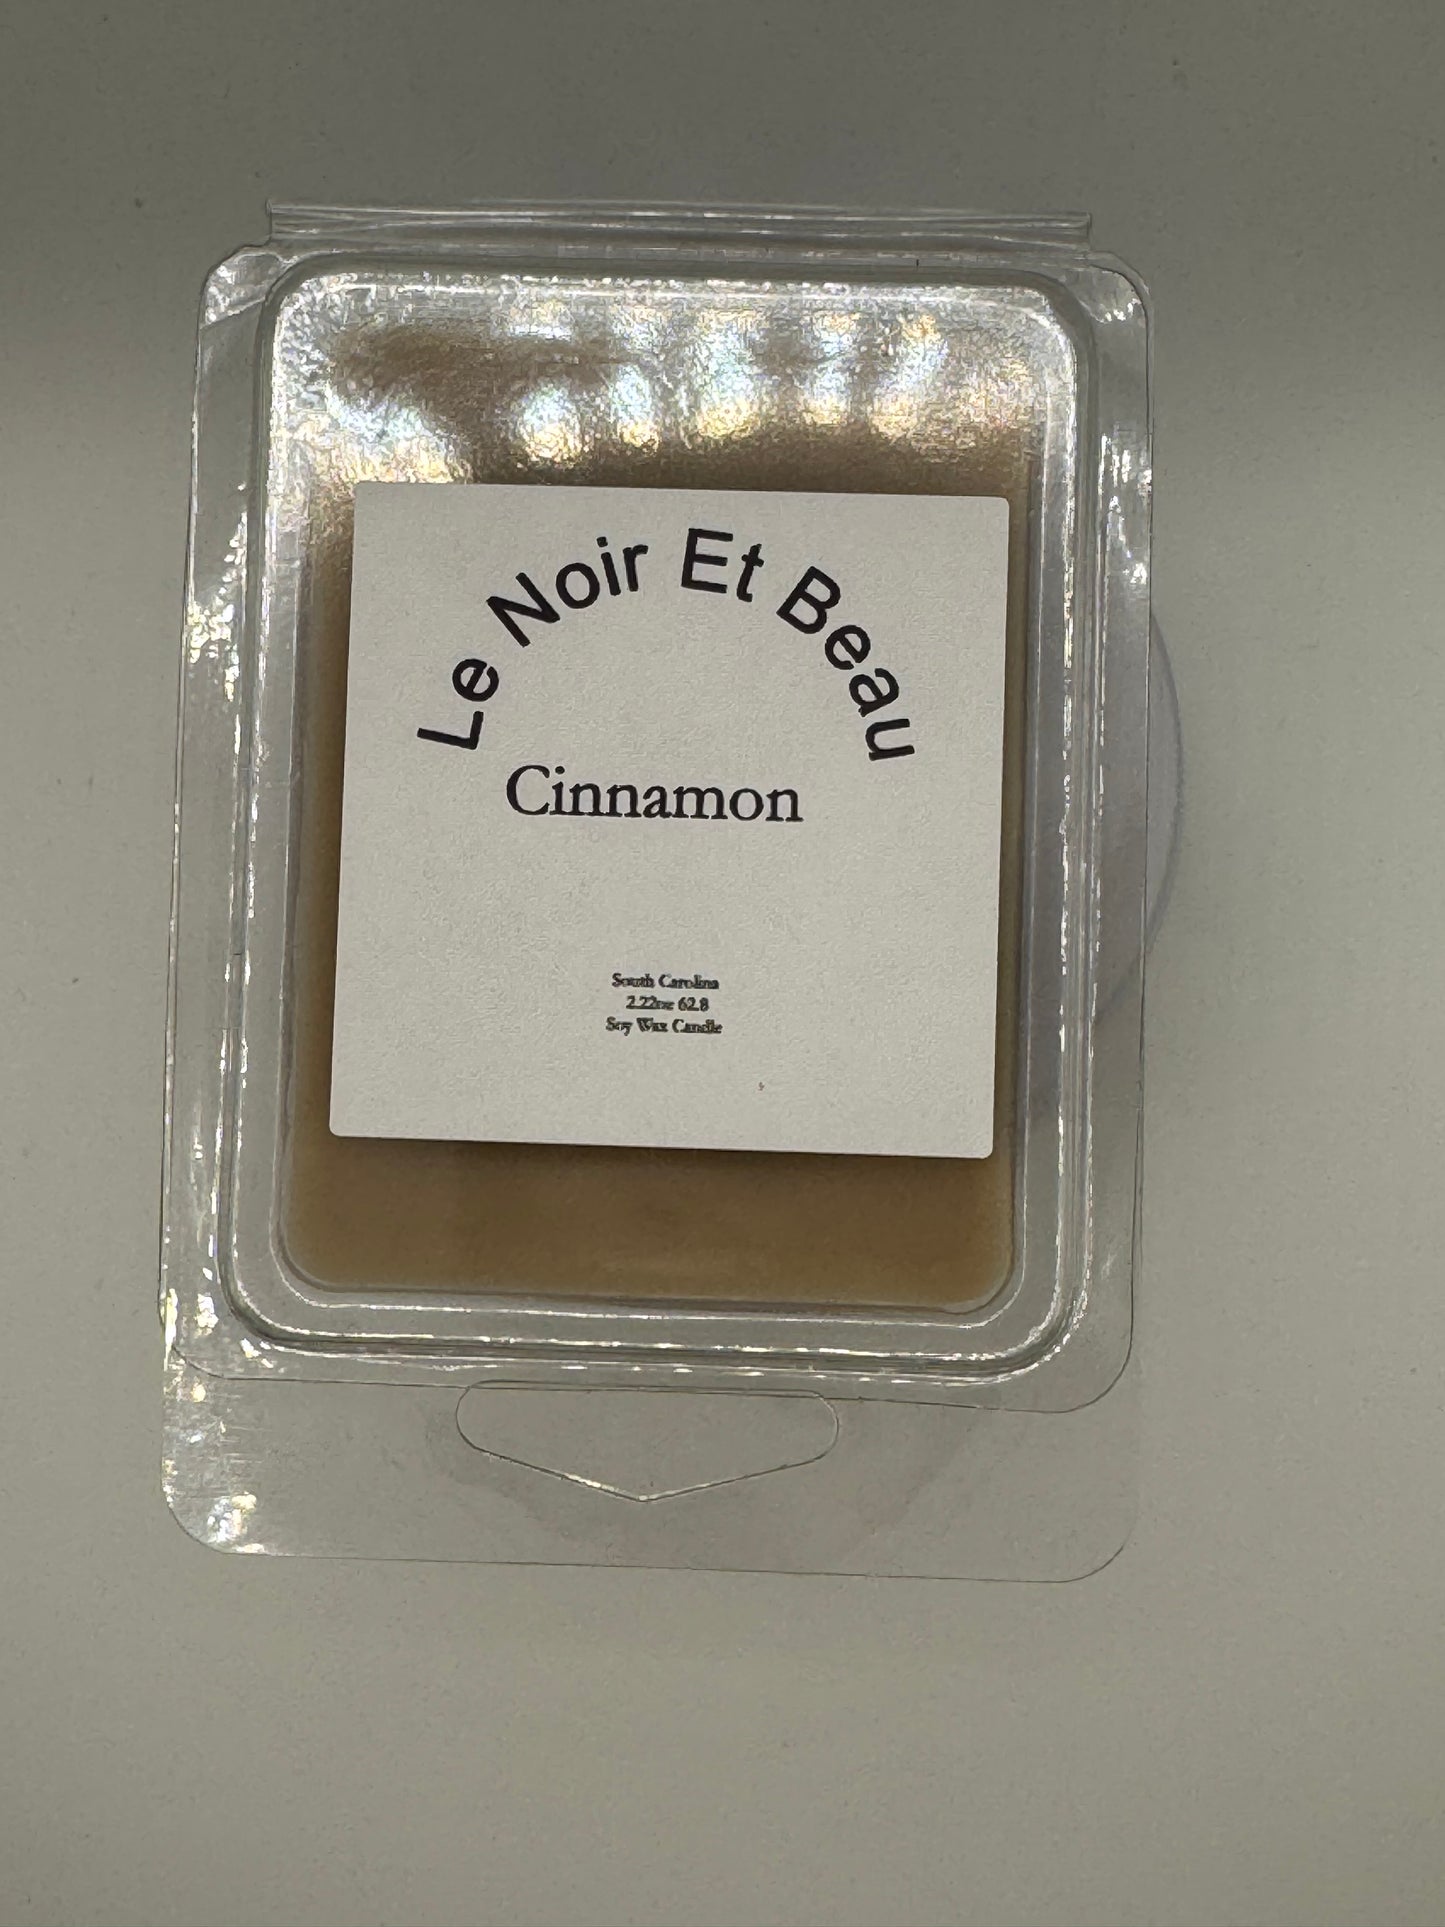 Le Noir Et Beau
Cinnamon
South Carolina
2.22oz 62.8
Soy Wax Candle